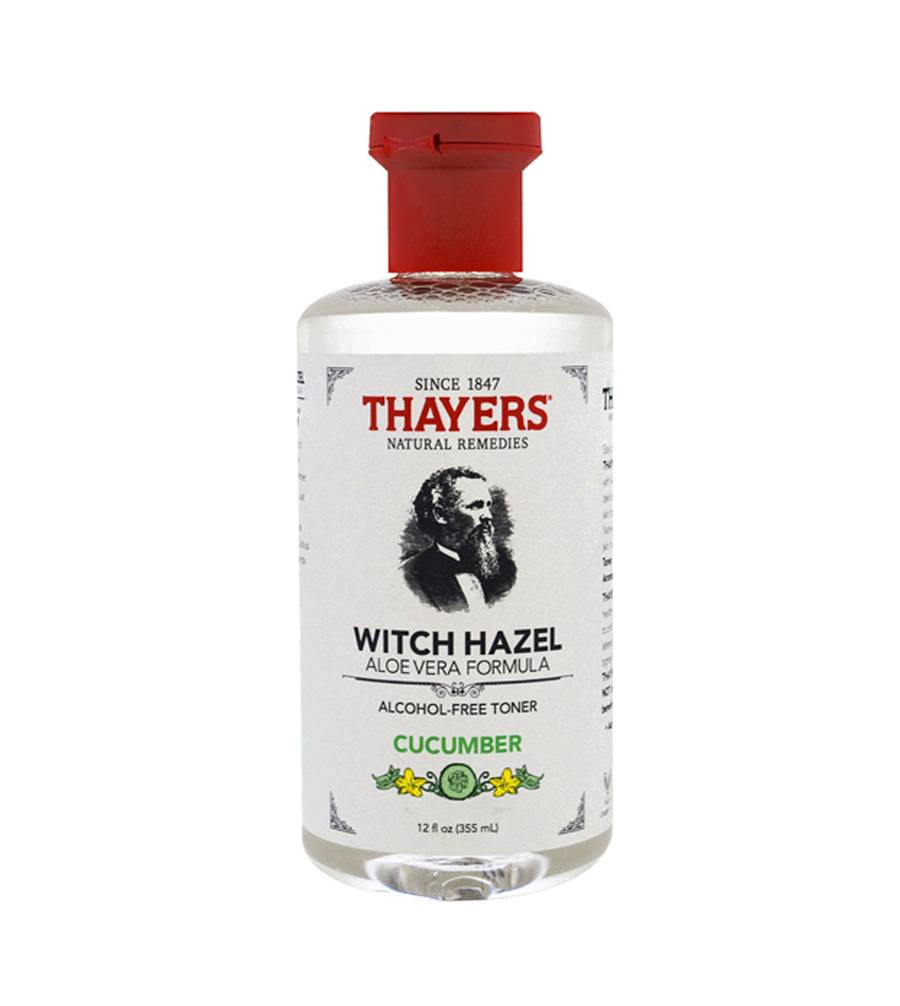 SINCE 1847
THAYERS®
NATURAL REMEDIES
WITCH HAZEL
ALOE VERA FORMULA
ALCOHOL-FREE TONER
CUCUMBER
12 fl oz (355 mL)